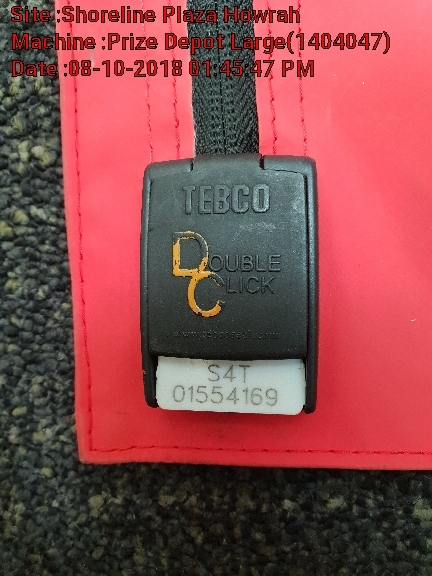 Site :Shoreline Plaza Howrah
Machine :Prize Depot Large(1404047)
Date :08-10-2018 01:45:47 PM
TEBCO
DOUBLE
CLICK
S4T
01554169